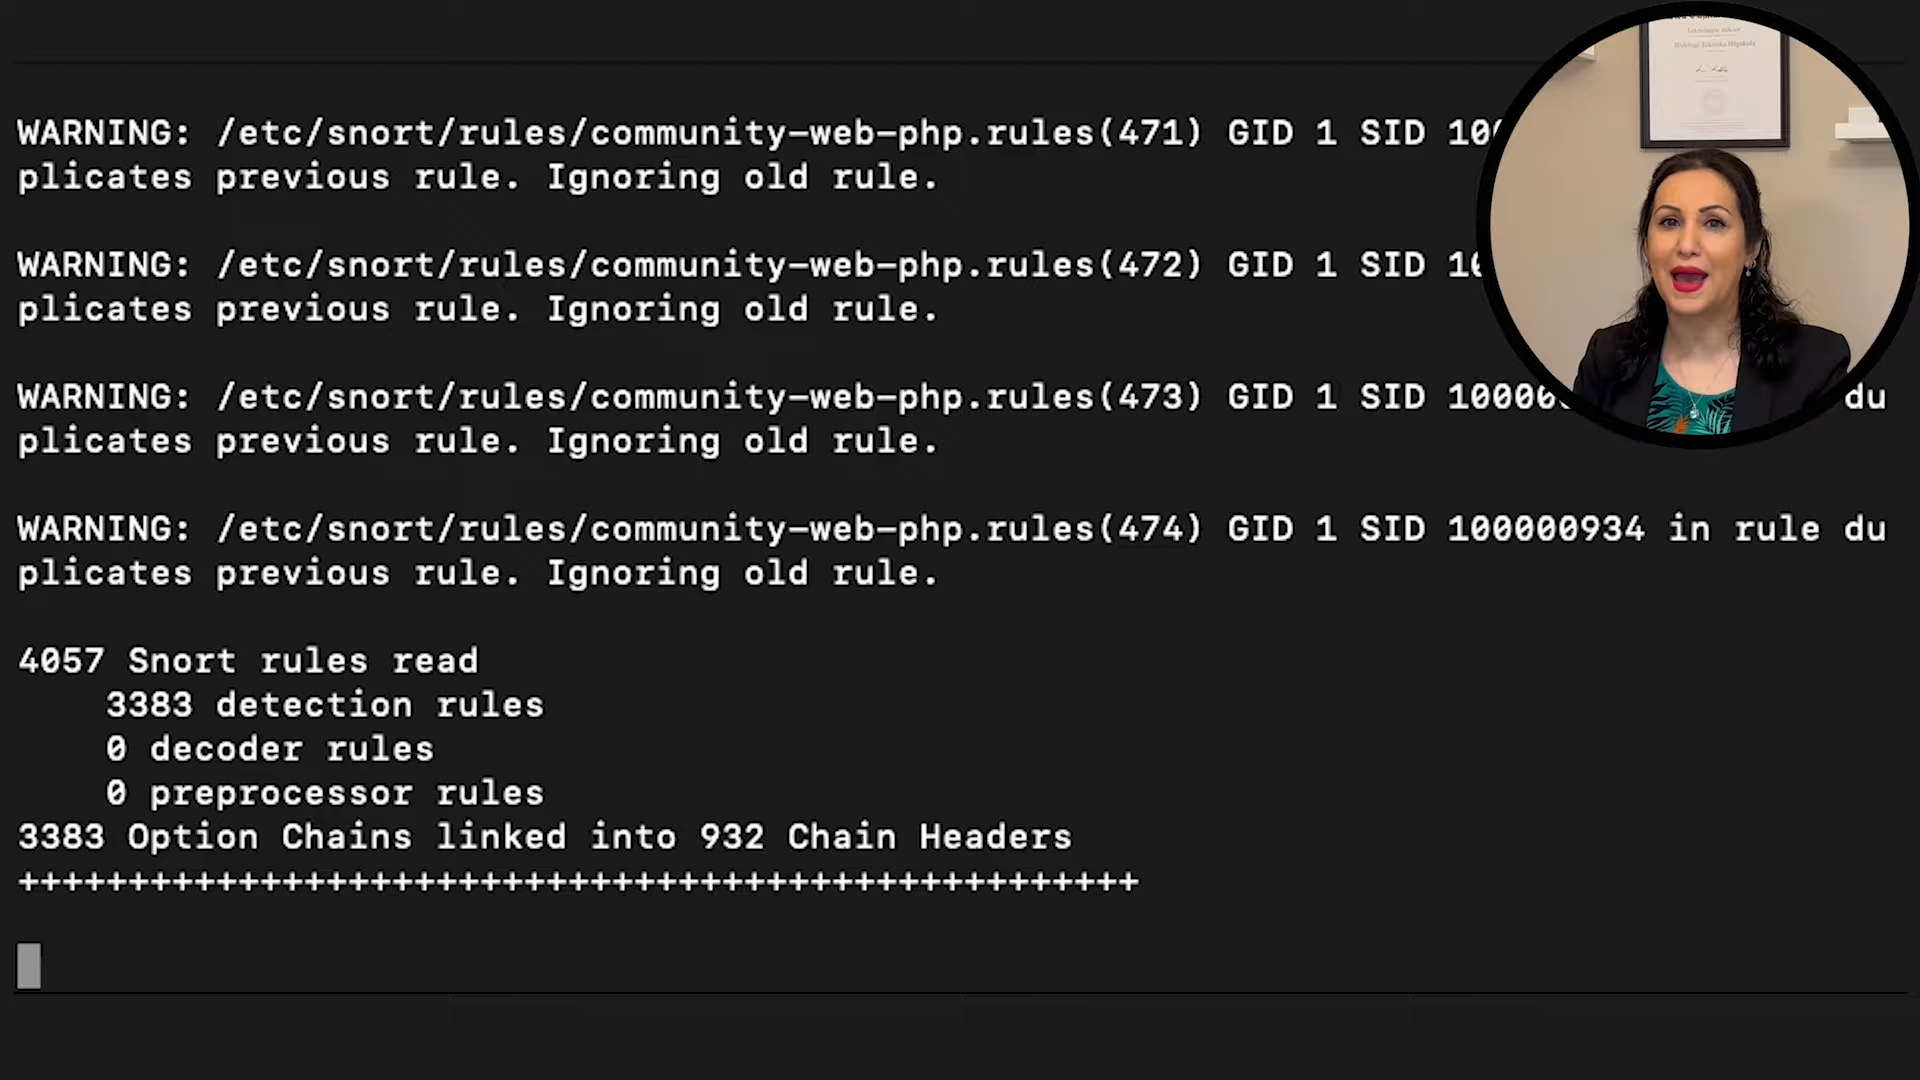 Blekinge Tekniska Högskola
WARNING: /etc/snort/rules/community-web-php.rules(471) GID 1 SID
plicates previous rule. Ignoring old rule.
WARNING: /etc/snort/rules/community-web-php.rules(472) GID 1 SID
plicates previous rule. Ignoring old rule.
WARNING: /etc/snort/rules/community-web-php.rules(473) GID 1 SID du
plicates previous rule. Ignoring old rule.
WARNING: /etc/snort/rules/community-web-php.rules(474) GID 1 SID 100000934 in rule du
plicates previous rule. Ignoring old rule.
4057 Snort rules read
3383 detection rules
0 decoder rules
0 preprocessor rules
3383 Option Chains linked into 932 Chain Headers
+++++++++++++++++++++++++++++++++++++++++++++++++++